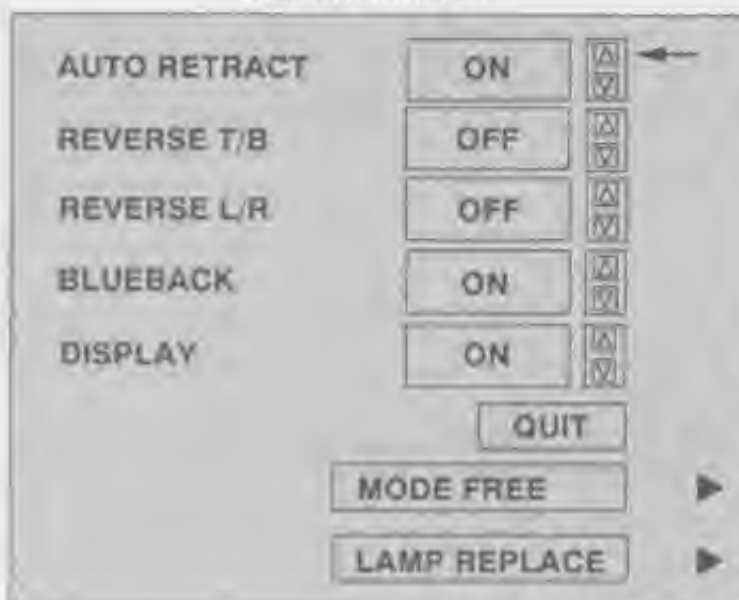 AUTO RETRACT ON
REVERSE T/B OFF
REVERSE L/R OFF
BLUEBACK ON
DISPLAY ON
QUIT
MODE FREE
LAMP REPLACE